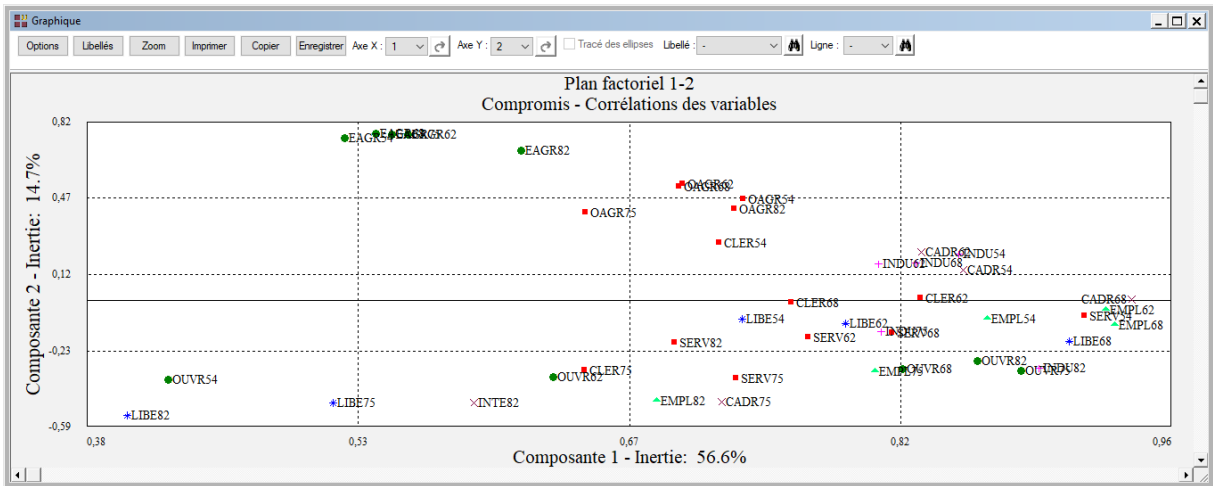 Graphique
Options Libellés Zoom Imprimer Copier Enregistrer Axe X : 1 Axe Y : 2 Tracé des ellipses Libellé : - Ligne : -
Plan factoriel 1-2
Compromis - Corrélations des variables
0,82
EAGR54
EAGR62
EAGR82
0,47
OAGR62
OAGR68
OAGR54
OAGR75
OAGR82
CLER54
CADR62
INDU54
INDU62
INDU68
CADR54
0,12
CLER68
CLER62
CADR68
EMPL62
LIBE54
LIBE62
EMPL54
SERV54
EMPL68
SERV82
SERV62
SERV68
LIBE68
-0,23
OUVR54
OUVR62
CLER75
SERV75
EMPL75
OUVR68
OUVR82
OUVR75
INDU82
LIBE82
LIBE75
INTE82
EMPL82
CADR75
-0,59
Composante 2 - Inertie: 14.7%
0,38 0,53 0,67 0,82 0,96
Composante 1 - Inertie: 56.6%